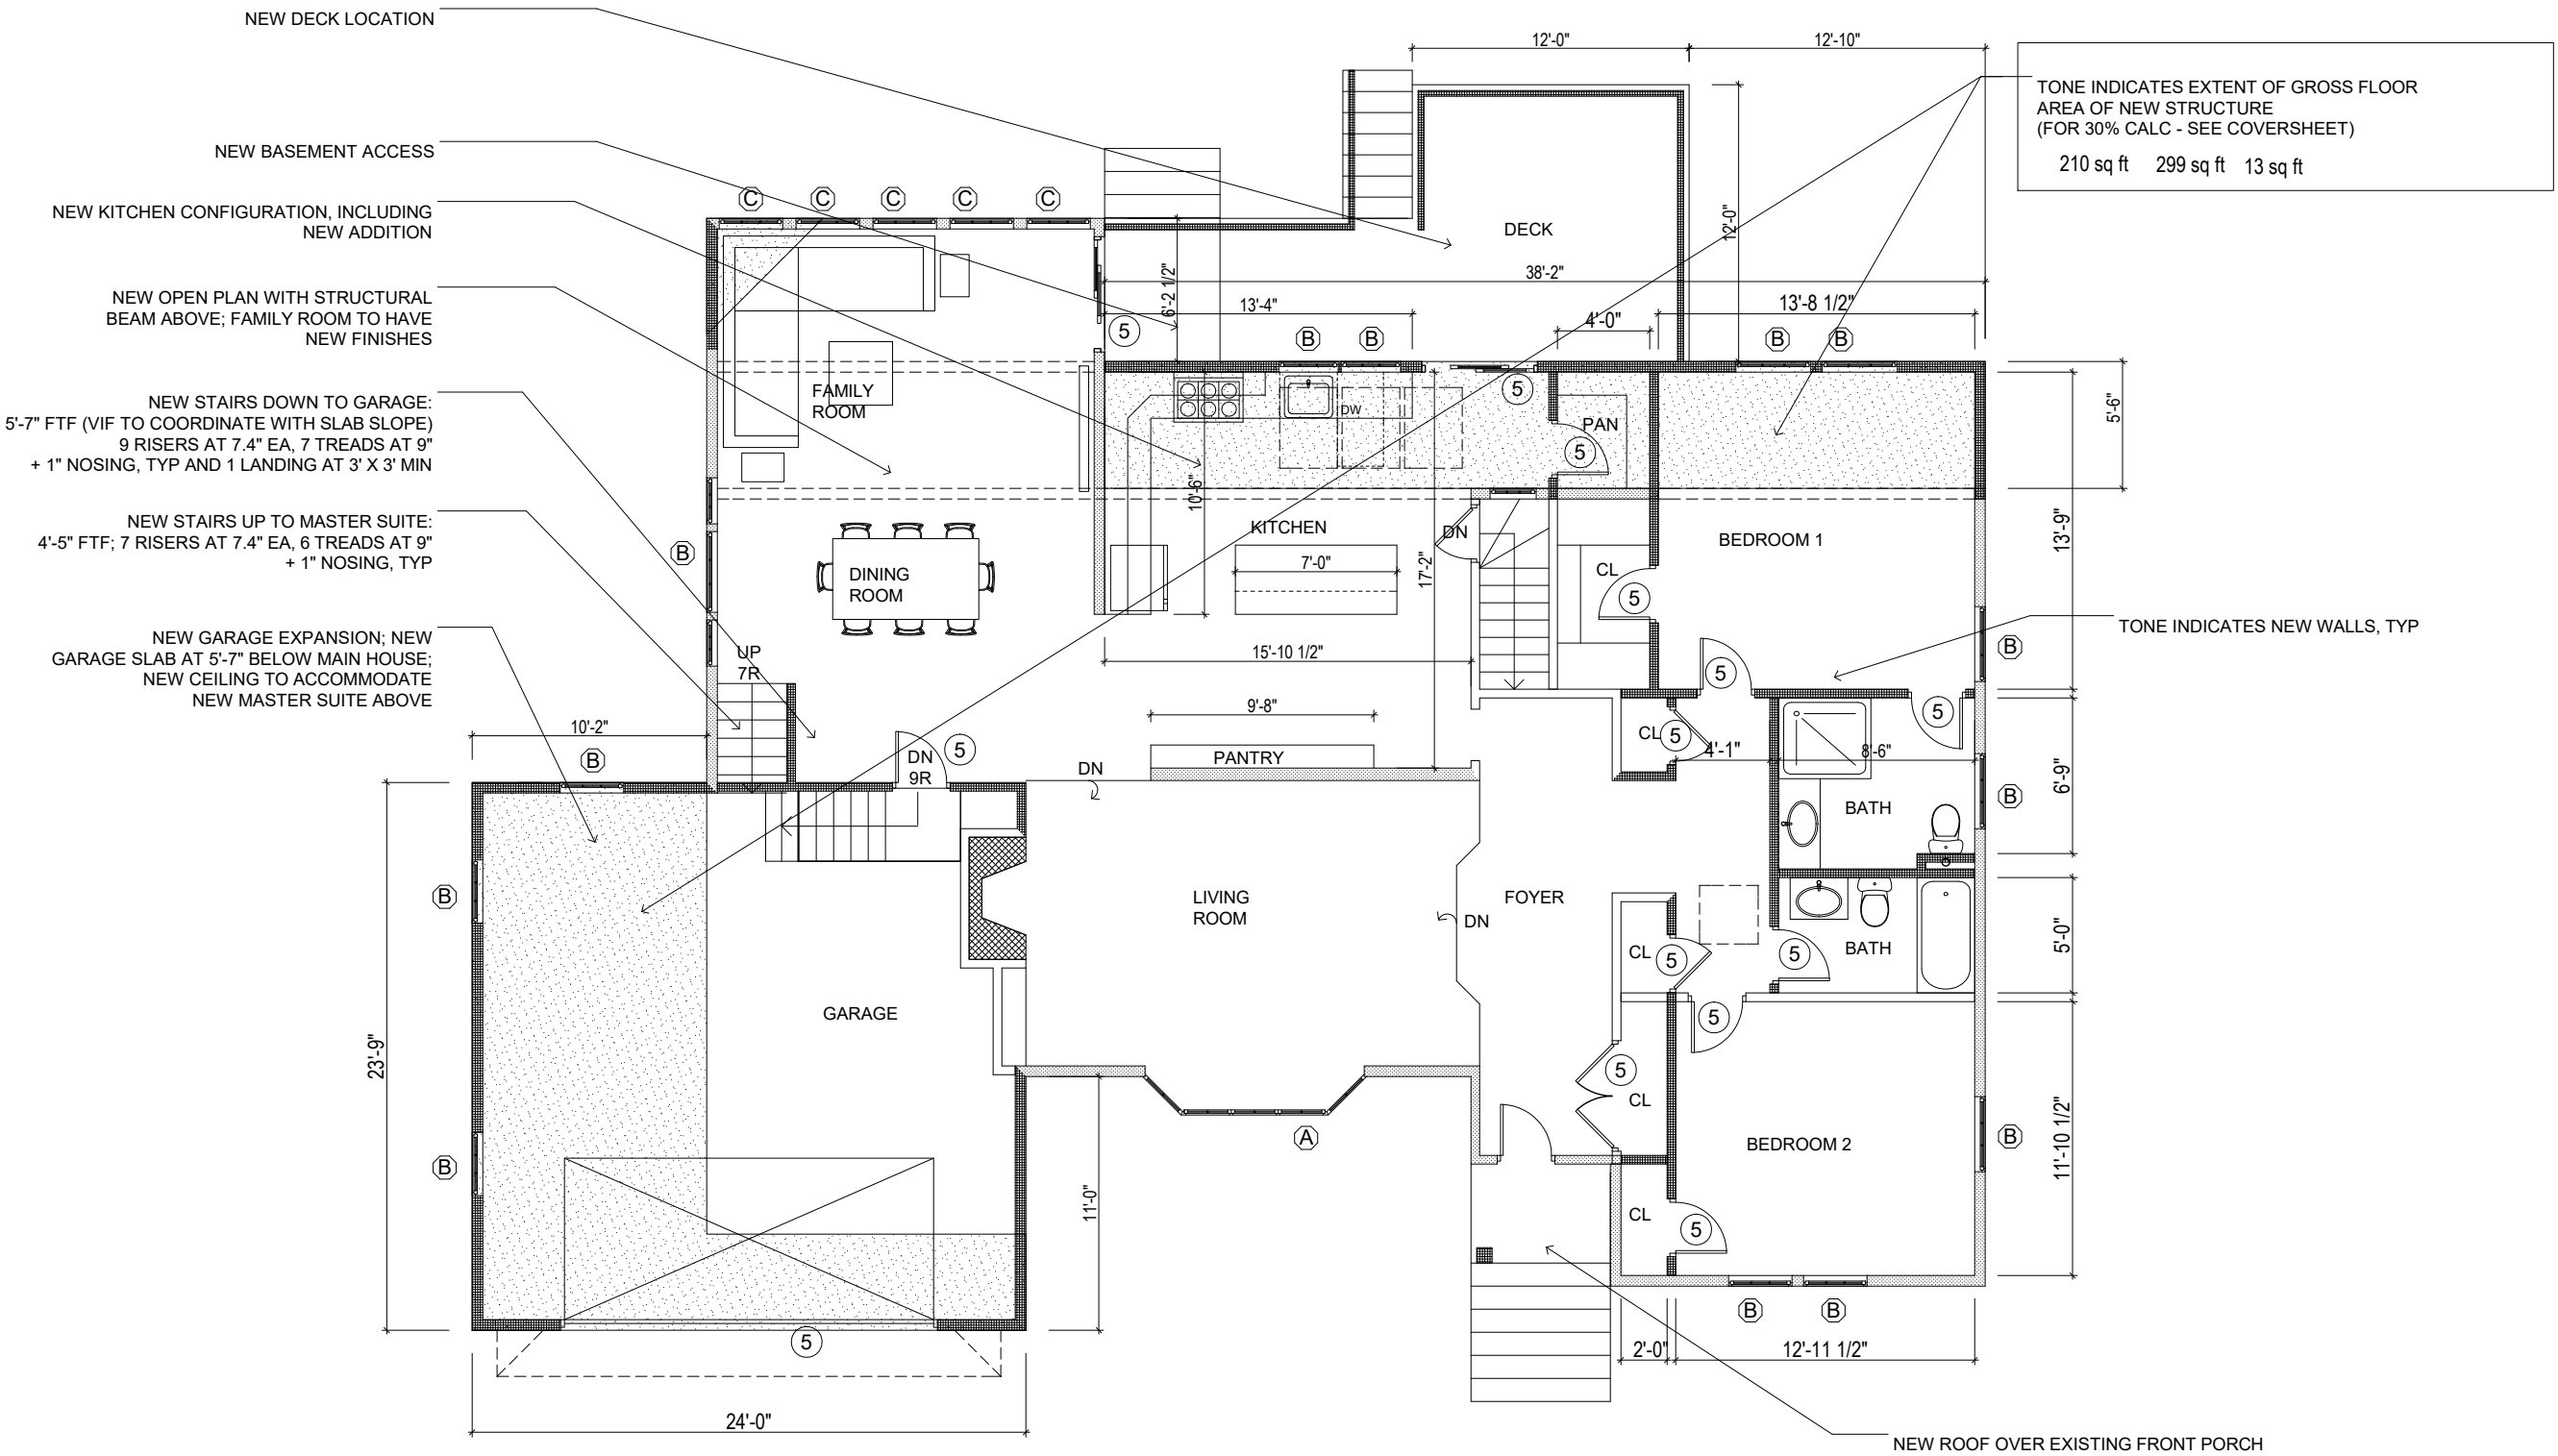 NEW DECK LOCATION
NEW BASEMENT ACCESS
NEW KITCHEN CONFIGURATION, INCLUDING
NEW ADDITION
NEW OPEN PLAN WITH STRUCTURAL
BEAM ABOVE; FAMILY ROOM TO HAVE
NEW FINISHES
NEW STAIRS DOWN TO GARAGE:
5'-7" FTF (VIF TO COORDINATE WITH SLAB SLOPE)
9 RISERS AT 7.4" EA, 7 TREADS AT 9"
+ 1" NOSING, TYP AND 1 LANDING AT 3' X 3' MIN
NEW STAIRS UP TO MASTER SUITE:
4'-5" FTF; 7 RISERS AT 7.4" EA, 6 TREADS AT 9"
+ 1" NOSING, TYP
NEW GARAGE EXPANSION; NEW
GARAGE SLAB AT 5'-7" BELOW MAIN HOUSE;
NEW CEILING TO ACCOMMODATE
NEW MASTER SUITE ABOVE
12'-0"
12'-10"
TONE INDICATES EXTENT OF GROSS FLOOR
AREA OF NEW STRUCTURE
(FOR 30% CALC - SEE COVERSHEET)
210 sq ft 299 sq ft 13 sq ft
C
C
C
C
C
DECK
12'-0"
38'-2"
6'-2 1/2"
13'-4"
13'-8 1/2"
4'-0"
5
B
B
B
B
FAMILY
ROOM
5
DW
PAN
5
5'-6"
10'-6"
KITCHEN
DN
BEDROOM 1
13'-9"
B
DINING
ROOM
7'-0"
17'-2"
CL
5
TONE INDICATES NEW WALLS, TYP
B
UP
7R
15'-10 1/2"
5
9'-8"
5
10'-2"
CL
5
4'-1"
8'-6"
B
DN
9R
5
DN
PANTRY
6'-9"
B
BATH
B
LIVING
ROOM
FOYER
DN
CL
5
5
BATH
5'-0"
GARAGE
5
23'-9"
5
CL
A
BEDROOM 2
B
11'-10 1/2"
B
11'-0"
CL
5
B
B
5
2'-0"
12'-11 1/2"
24'-0"
NEW ROOF OVER EXISTING FRONT PORCH